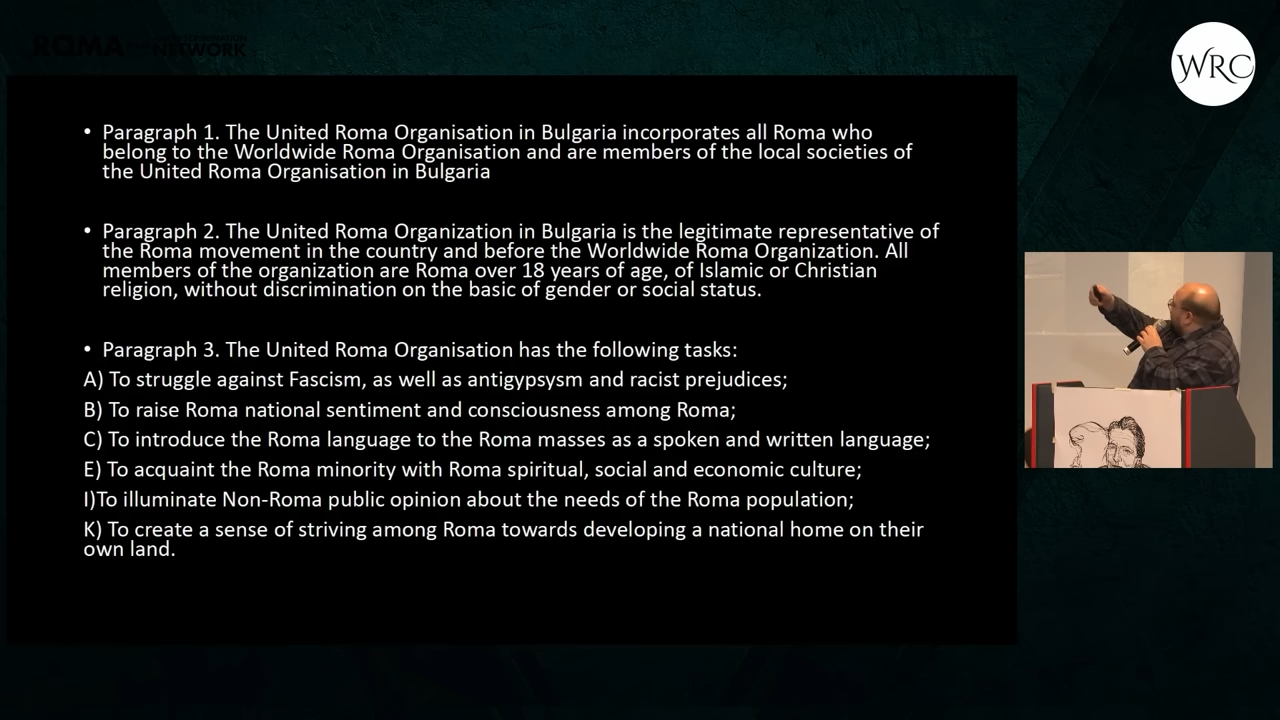 ROMA
NETWORK
WRC
• Paragraph 1. The United Roma Organisation in Bulgaria incorporates all Roma who
belong to the Worldwide Roma Organisation and are members of the local societies of
the United Roma Organisation in Bulgaria
• Paragraph 2. The United Roma Organization in Bulgaria is the legitimate representative of
the Roma movement in the country and before the Worldwide Roma Organization. All
members of the organization are Roma over 18 years of age, of Islamic or Christian
religion, without discrimination on the basic of gender or social status.
• Paragraph 3. The United Roma Organisation has the following tasks:
A) To struggle against Fascism, as well as antigypsysm and racist prejudices;
B) To raise Roma national sentiment and consciousness among Roma;
C) To introduce the Roma language to the Roma masses as a spoken and written language;
E) To acquaint the Roma minority with Roma spiritual, social and economic culture;
I)To illuminate Non-Roma public opinion about the needs of the Roma population;
K) To create a sense of striving among Roma towards developing a national home on their
own land.